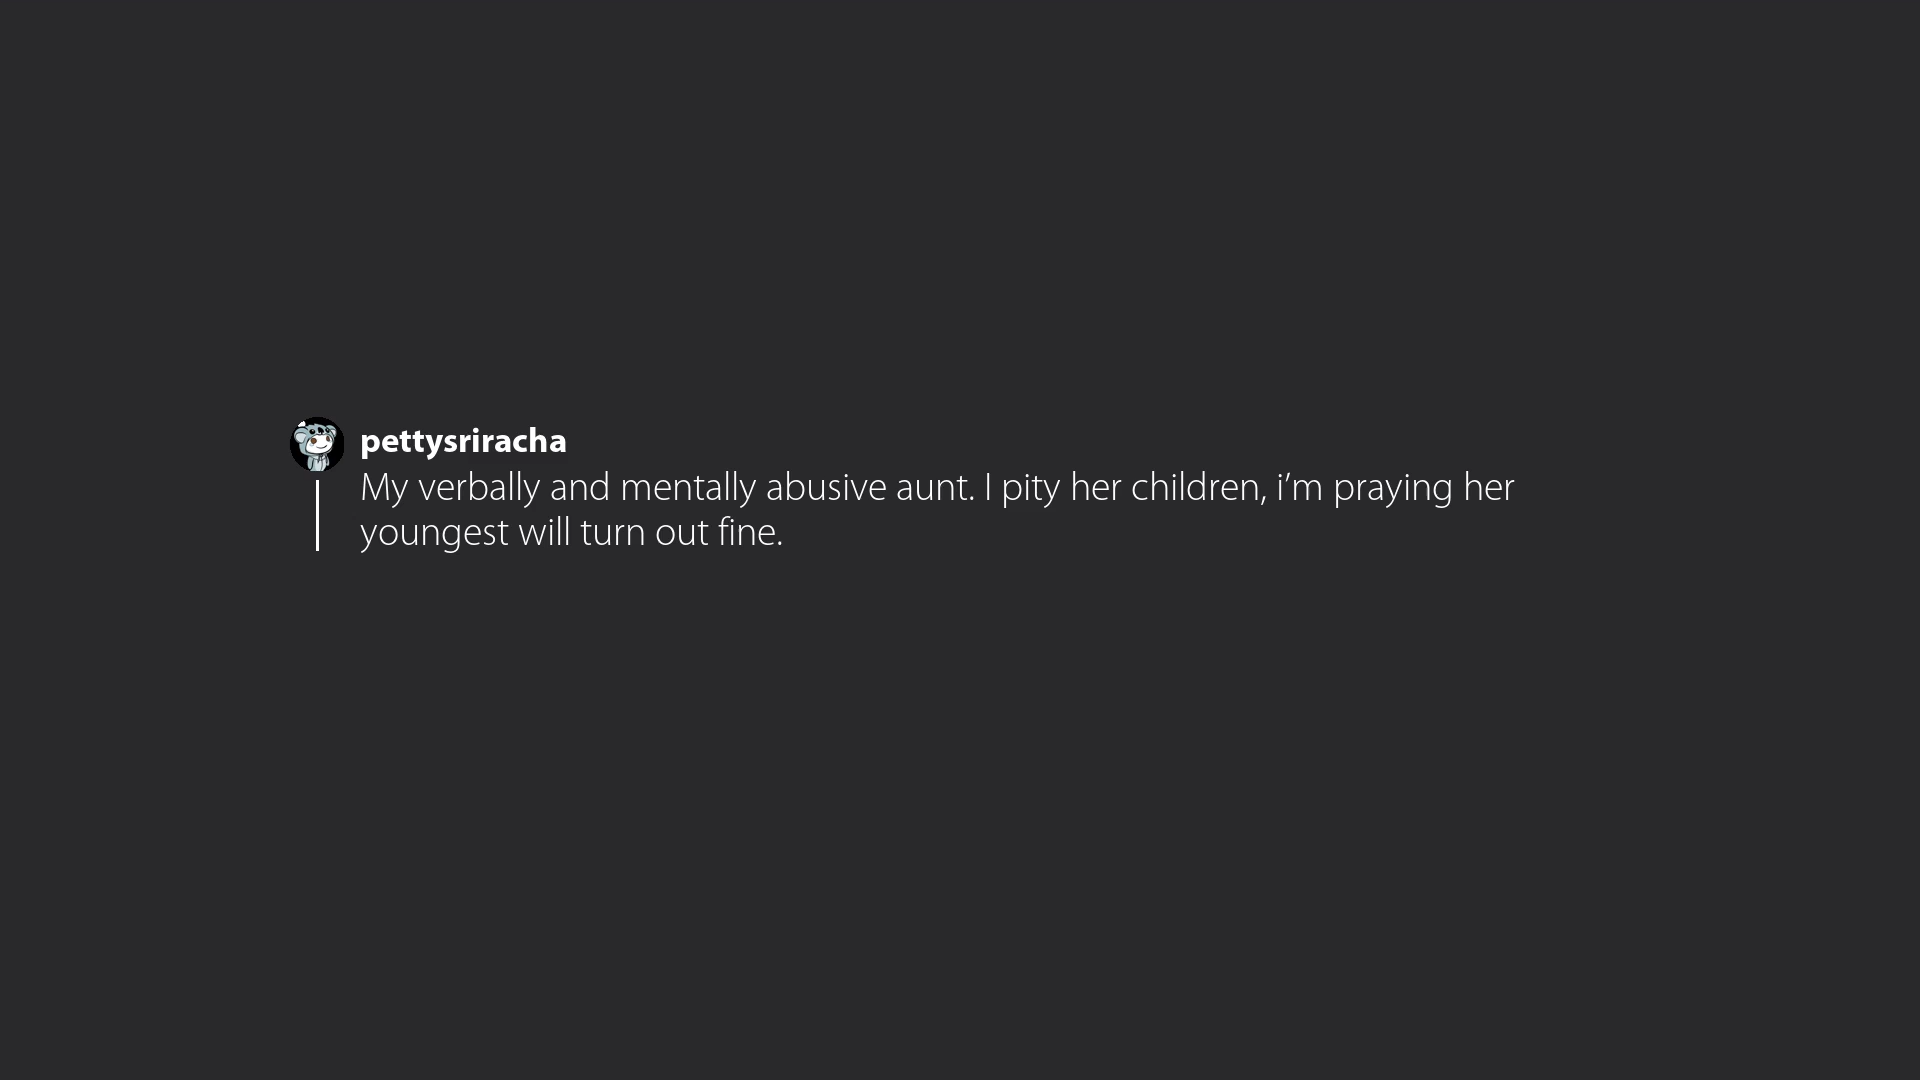 pettysriracha
My verbally and mentally abusive aunt. I pity her children, i’m praying her
youngest will turn out fine.